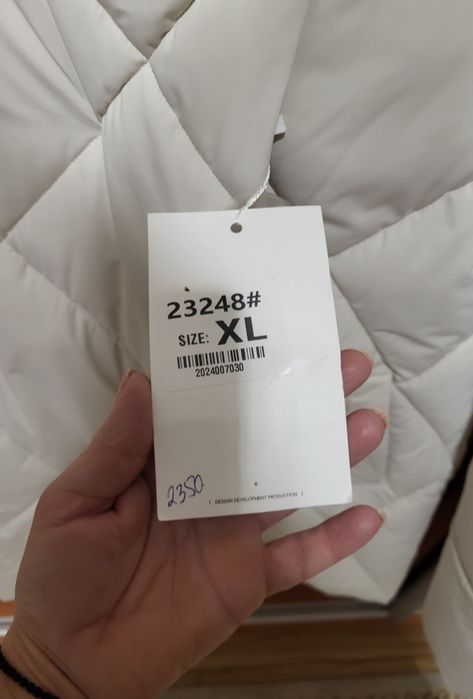 23248#
SIZE: XL
2024007030
2350
( DESIGN DEVELOPMENT PRODUCTION )